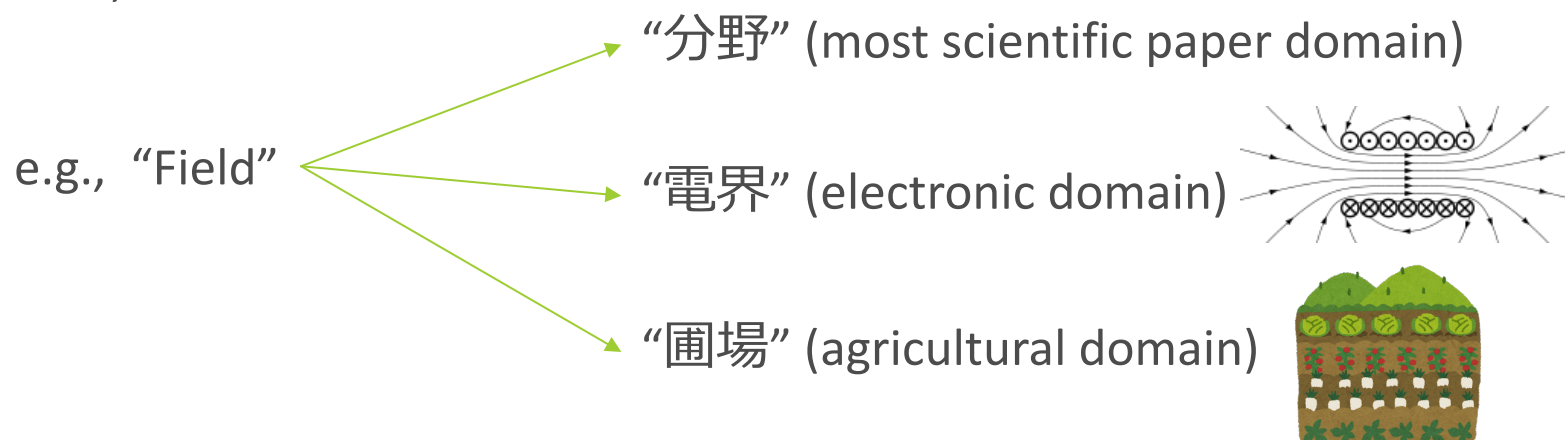 “分野” (most scientific paper domain)
e.g., “Field”
“電界” (electronic domain)
“圃場” (agricultural domain)